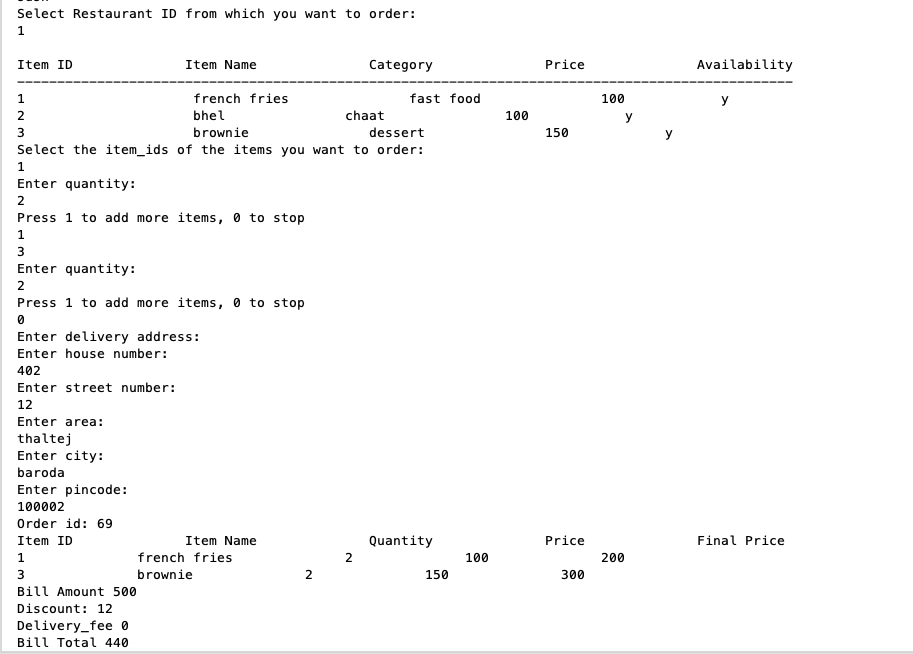 Select Restaurant ID from which you want to order:
1
Item ID Item Name Category Price Availability
1 french fries fast food 100 y
2 bhel chaat 100 y
3 brownie dessert 150 y
Select the item_ids of the items you want to order:
1
Enter quantity:
2
Press 1 to add more items, 0 to stop
1
3
Enter quantity:
2
Press 1 to add more items, 0 to stop
0
Enter delivery address:
Enter house number:
402
Enter street number:
12
Enter area:
thaltej
Enter city:
baroda
Enter pincode:
100002
Order id: 69
Item ID Item Name Quantity Price Final Price
1 french fries 2 100 200
3 brownie 2 150 300
Bill Amount 500
Discount: 12
Delivery_fee 0
Bill Total 440